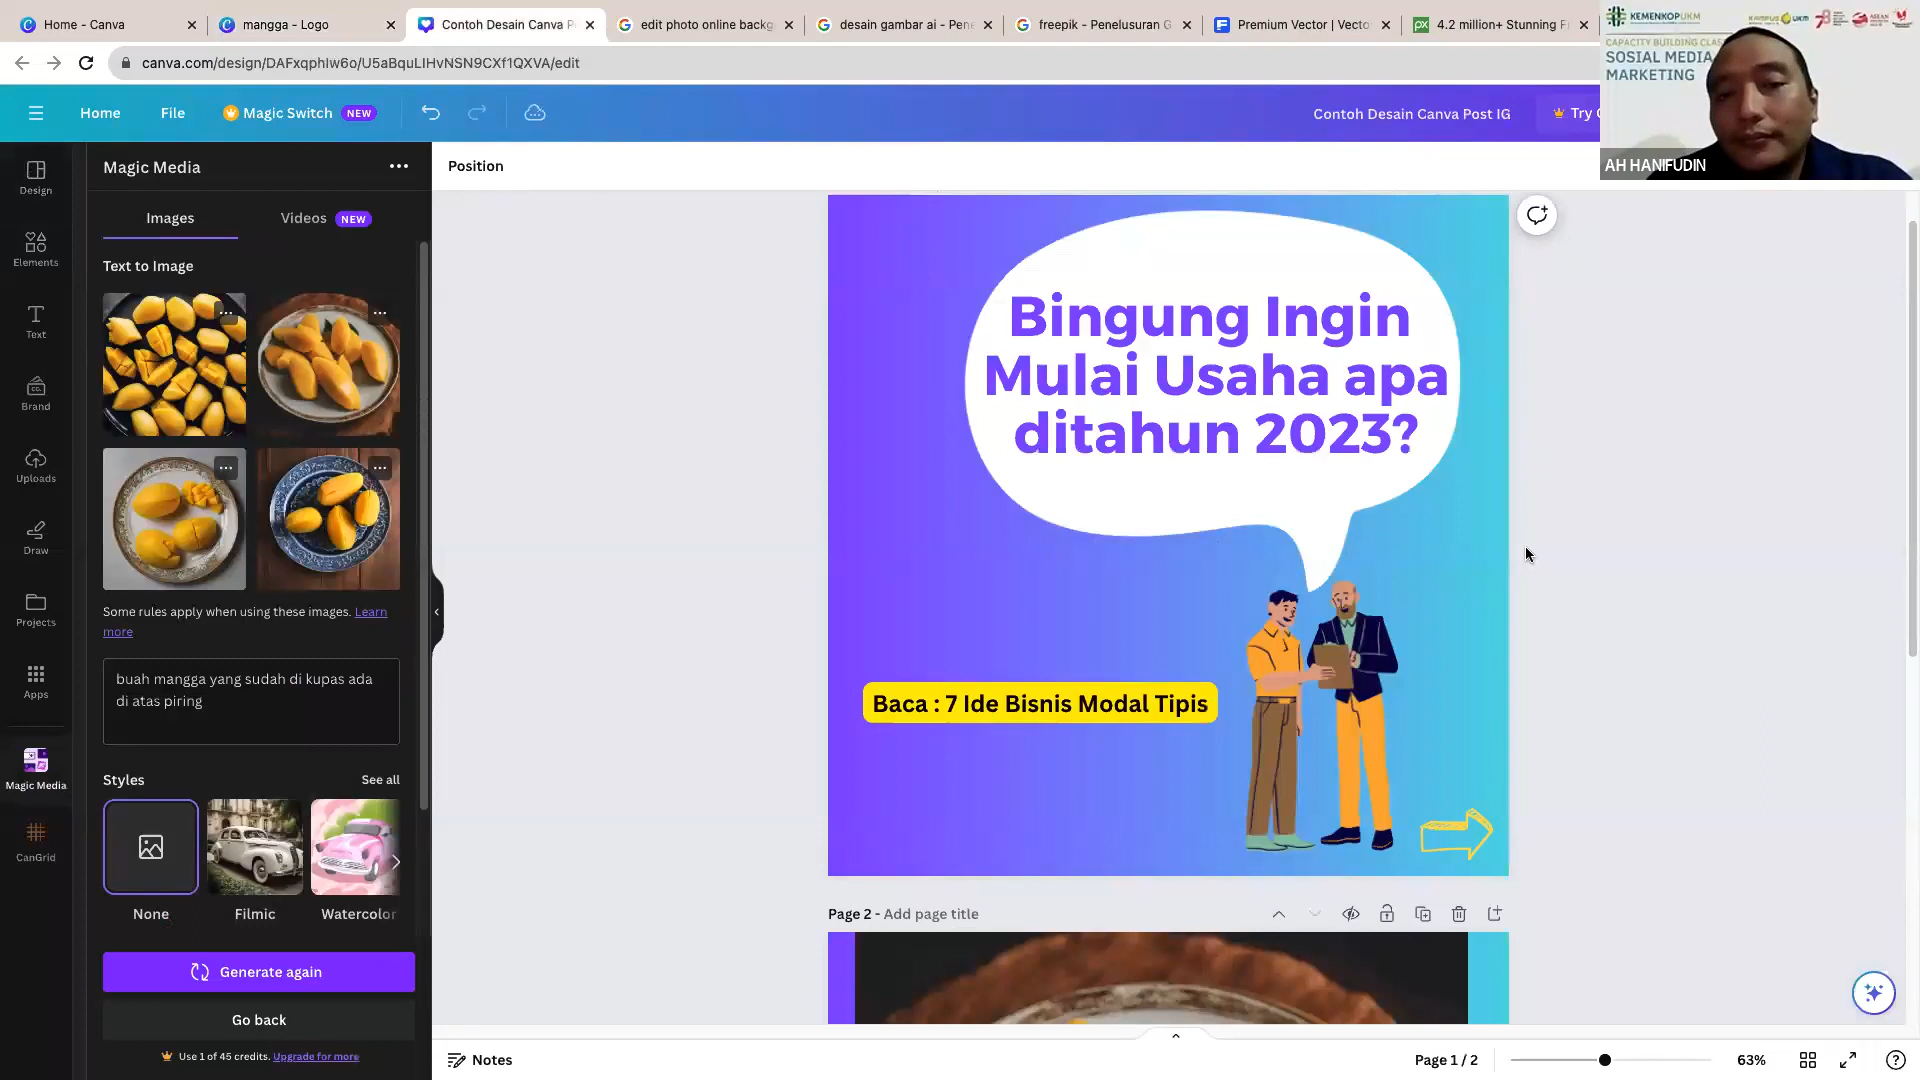 Home - Canva
mangga - Logo
Contoh Desain Canva P
edit photo online backg
desain gambar ai - Pene
freepik - Penelusuran G
Premium Vector | Vecto
4.2 million+ Stunning F
canva.com/design/DAFxqphlw6o/U5aBquLIHvNSN9CXf1QXVA/edit
KEMENKOPUKM
CAPACITY BUILDING CLAS
SOSIAL MEDIA
MARKETING
AH HANIFUDIN
Home
File
Magic Switch
NEW
Contoh Desain Canva Post IG
Try
Design
Elements
Text
Brand
Uploads
Draw
Projects
Apps
Magic Media
CanGrid
Magic Media
Images
Videos
NEW
Text to Image
Some rules apply when using these images. Learn
more
buah mangga yang sudah di kupas ada
di atas piring
Styles
See all
None
Filmic
Watercolor
Generate again
Go back
Use 1 of 45 credits. Upgrade for more
Position
Bingung Ingin
Mulai Usaha apa
ditahun 2023?
Baca : 7 Ide Bisnis Modal Tipis
Page 2 - Add page title
Notes
Page 1 / 2
63%